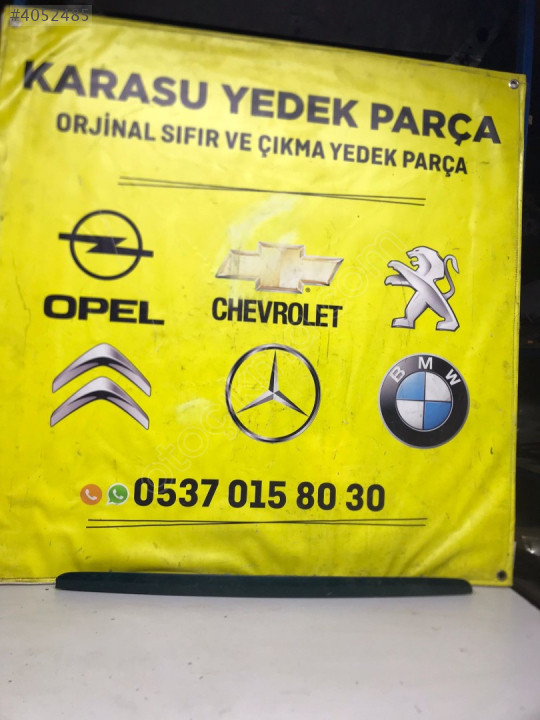 #4052485
KARASU YEDEK PARÇA
ORJİNAL SIFIR VE ÇIKMA YEDEK PARÇA
OPEL
CHEVROLET
BMW
0537 015 80 30